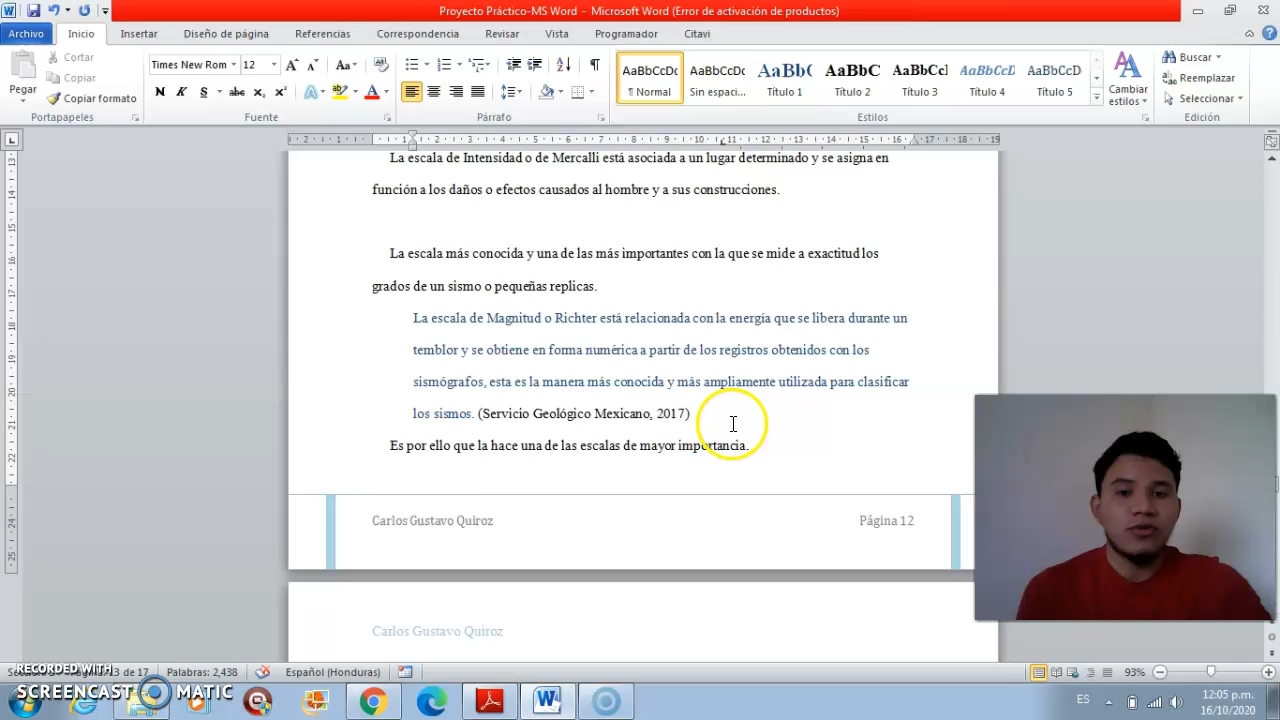 Proyecto Práctico-MS Word - Microsoft Word (Error de activación de productos)
Archivo Inicio Insertar Diseño de página Referencias Correspondencia Revisar Vista Programador Citavi
Pegar
Cortar
Copiar
Copiar formato
Portapapeles
Times New Rom 12
N K S abc x₂ x²
Fuente
Párrafo
AaBbCcDc AaBbCcDc AaBb( AaBbC AaBbCcl AaBbCcD AaBbCcD
¶ Normal Sin espaci... Título 1 Título 2 Título 3 Título 4 Título 5
Estilos
Cambiar estilos
Buscar
Reemplazar
Seleccionar
Edición
La escala de Intensidad o de Mercalli está asociada a un lugar determinado y se asigna en
función a los daños o efectos causados al hombre y a sus construcciones.
La escala más conocida y una de las más importantes con la que se mide a exactitud los
grados de un sismo o pequeñas replicas.
La escala de Magnitud o Richter está relacionada con la energía que se libera durante un
temblor y se obtiene en forma numérica a partir de los registros obtenidos con los
sismógrafos, esta es la manera más conocida y más ampliamente utilizada para clasificar
los sismos. (Servicio Geológico Mexicano, 2017)
Es por ello que la hace una de las escalas de mayor importancia.
Carlos Gustavo Quiroz Página 12
Carlos Gustavo Quiroz
13 de 17 Palabras: 2,438 Español (Honduras) 93%
RECORDED WITH
SCREENCAST MATIC
ES
12:05 p.m.
16/10/2020